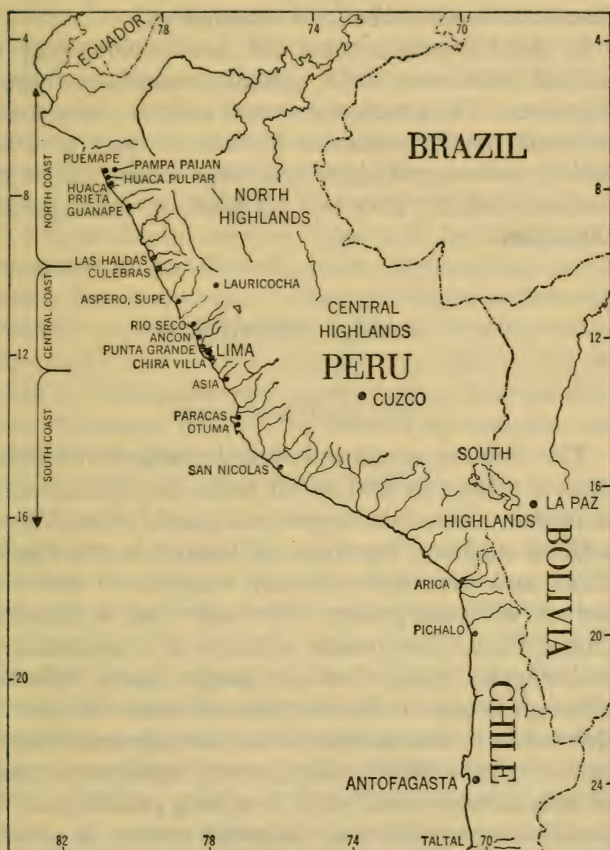 78
74
70
4
4
ECUADOR
BRAZIL
PUEMAPE
PAMPA PAIJAN
HUACA PULPAR
HUACA
PRIETA
GUANAPE
8
8
NORTH COAST
NORTH
HIGHLANDS
LAS HALDAS
CULEBRAS
LAURICOCHA
ASPERO, SUPE
CENTRAL COAST
CENTRAL
HIGHLANDS
RIO SECO
ANCON
PUNTA GRANDE
LIMA
CHIRA VILLA
12
12
PERU
ASIA
CUZCO
SOUTH COAST
PARACAS
OTUMA
SOUTH
SAN NICOLAS
16
LA PAZ
16
HIGHLANDS
BOLIVIA
ARICA
PICHALO
20
20
CHILE
ANTOFAGASTA
24
TALTAL
82
78
74
70